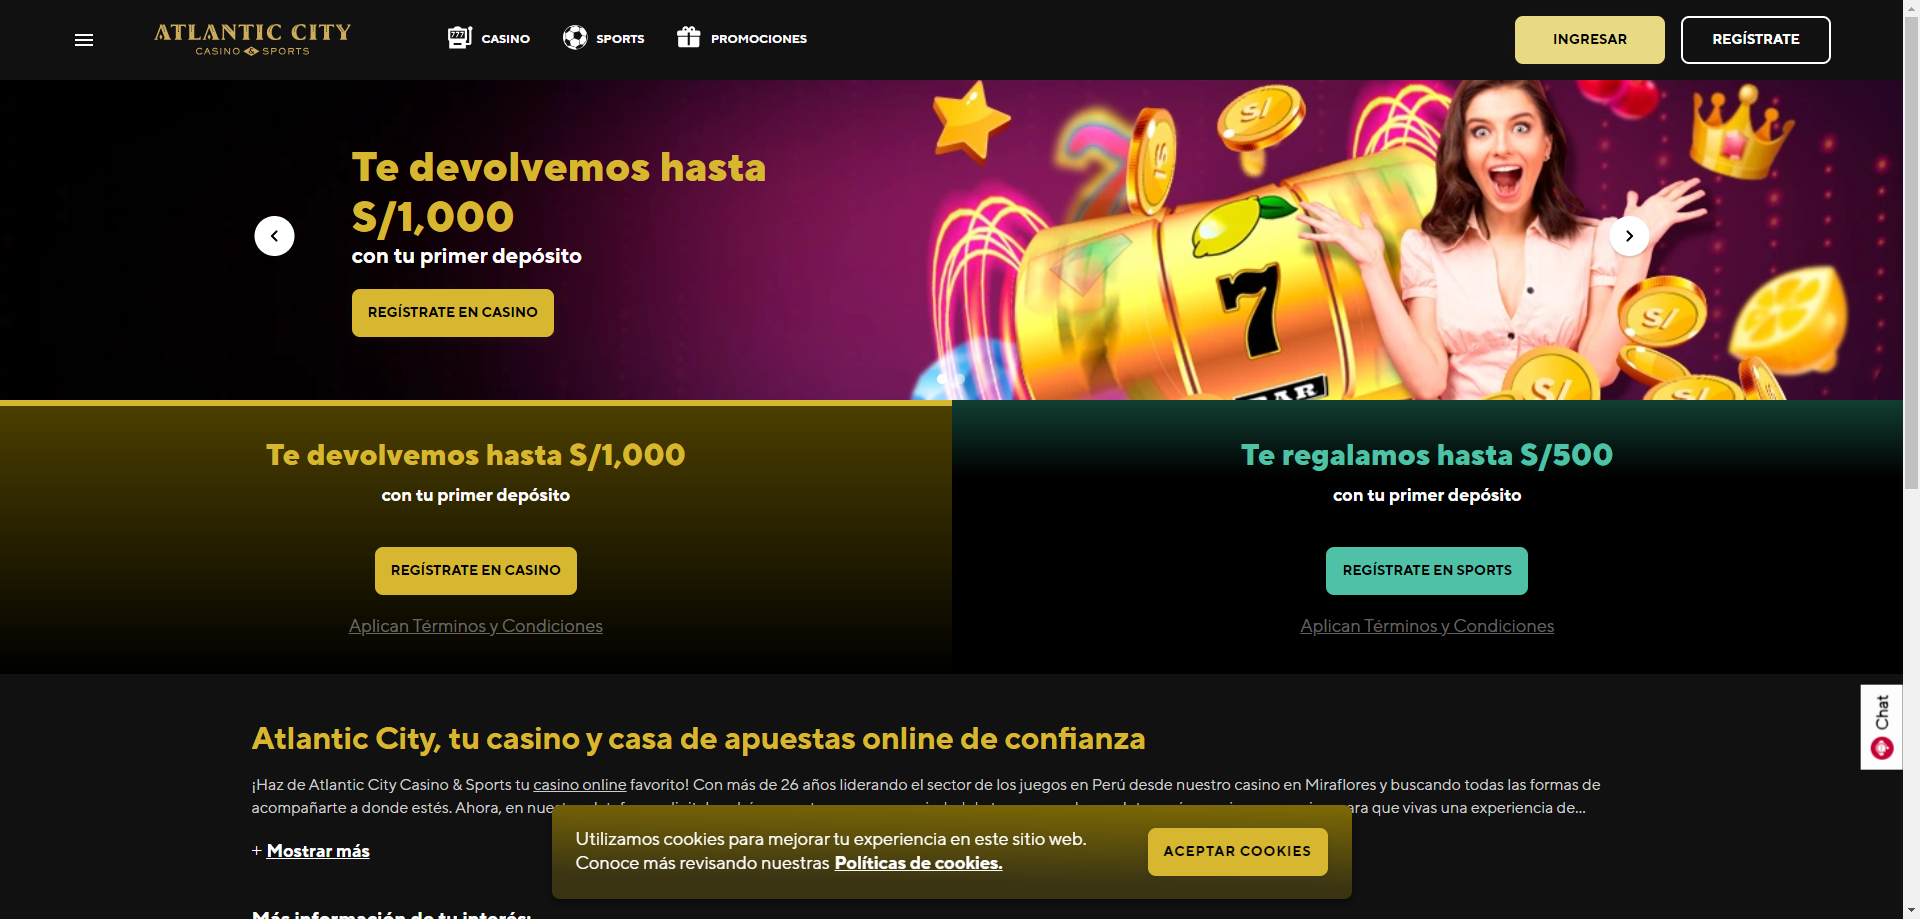 ATLANTIC CITY
CASINO SPORTS
CASINO
SPORTS
PROMOCIONES
INGRESAR
REGÍSTRATE
Te devolvemos hasta
S/1,000
con tu primer depósito
REGÍSTRATE EN CASINO
S/
S/
S/
S/
S/
7
BAR
Te devolvemos hasta S/1,000
con tu primer depósito
REGÍSTRATE EN CASINO
Aplican Términos y Condiciones
Te regalamos hasta S/500
con tu primer depósito
REGÍSTRATE EN SPORTS
Aplican Términos y Condiciones
Chat
Atlantic City, tu casino y casa de apuestas online de confianza
¡Haz de Atlantic City Casino & Sports tu casino online favorito! Con más de 26 años liderando el sector de los juegos en Perú desde nuestro casino en Miraflores y buscando todas las formas de
acompañarte a donde estés. Ahora, en para que vivas una experiencia de...
+ Mostrar más
Utilizamos cookies para mejorar tu experiencia en este sitio web.
Conoce más revisando nuestras Políticas de cookies.
ACEPTAR COOKIES
Más información de tu interés: